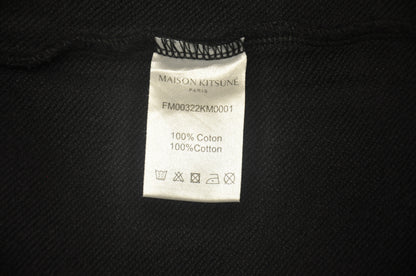 MAISON KITSUNÉ
PARIS
FM00322KM0001
100% Coton
100%Cotton